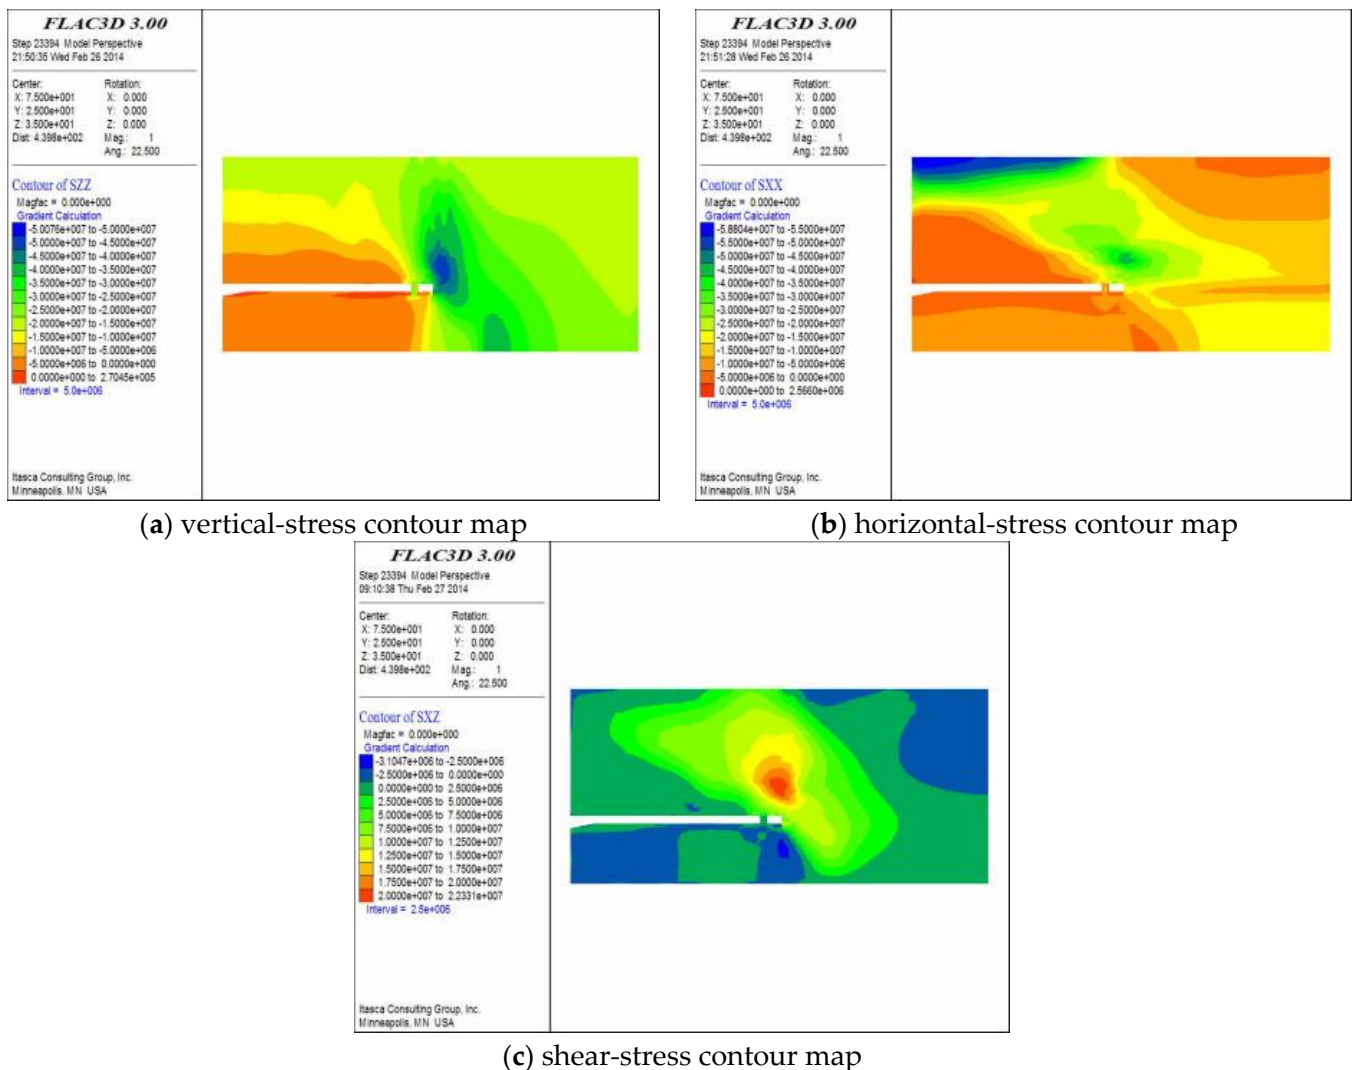 FLAC3D 3.00
Step 23394 Model Perspective
21:50:35 Wed Feb 26 2014
Center: Rotation:
X: 7.500e+001 X: 0.000
Y: 2.500e+001 Y: 0.000
Z: 3.500e+001 Z: 0.000
Dist: 4.398e+002 Mag.: 1
Ang.: 22.500
Contour of SZZ
Magfac = 0.000e+000
Gradient Calculation
-5.0076e+007 to -5.0000e+007
-5.0000e+007 to -4.5000e+007
-4.5000e+007 to -4.0000e+007
-4.0000e+007 to -3.5000e+007
-3.5000e+007 to -3.0000e+007
-3.0000e+007 to -2.5000e+007
-2.5000e+007 to -2.0000e+007
-2.0000e+007 to -1.5000e+007
-1.5000e+007 to -1.0000e+007
-1.0000e+007 to -5.0000e+006
-5.0000e+006 to 0.0000e+000
0.0000e+000 to 2.7045e+005
Interval = 5.0e+006
Itasca Consulting Group, Inc.
Minneapolis, MN USA
(a) vertical-stress contour map
FLAC3D 3.00
Step 23394 Model Perspective
21:51:28 Wed Feb 26 2014
Center: Rotation:
X: 7.500e+001 X: 0.000
Y: 2.500e+001 Y: 0.000
Z: 3.500e+001 Z: 0.000
Dist: 4.398e+002 Mag.: 1
Ang.: 22.500
Contour of SXX
Magfac = 0.000e+000
Gradient Calculation
-5.8804e+007 to -5.5000e+007
-5.5000e+007 to -5.0000e+007
-5.0000e+007 to -4.5000e+007
-4.5000e+007 to -4.0000e+007
-4.0000e+007 to -3.5000e+007
-3.5000e+007 to -3.0000e+007
-3.0000e+007 to -2.5000e+007
-2.5000e+007 to -2.0000e+007
-2.0000e+007 to -1.5000e+007
-1.5000e+007 to -1.0000e+007
-1.0000e+007 to -5.0000e+006
-5.0000e+006 to 0.0000e+000
0.0000e+000 to 2.5660e+006
Interval = 5.0e+006
Itasca Consulting Group, Inc.
Minneapolis, MN USA
(b) horizontal-stress contour map
FLAC3D 3.00
Step 23394 Model Perspective
09:10:38 Thu Feb 27 2014
Center: Rotation:
X: 7.500e+001 X: 0.000
Y: 2.500e+001 Y: 0.000
Z: 3.500e+001 Z: 0.000
Dist: 4.398e+002 Mag.: 1
Ang.: 22.500
Contour of SXZ
Magfac = 0.000e+000
Gradient Calculation
-3.1047e+006 to -2.5000e+006
-2.5000e+006 to 0.0000e+000
0.0000e+000 to 2.5000e+006
2.5000e+006 to 5.0000e+006
5.0000e+006 to 7.5000e+006
7.5000e+006 to 1.0000e+007
1.0000e+007 to 1.2500e+007
1.2500e+007 to 1.5000e+007
1.5000e+007 to 1.7500e+007
1.7500e+007 to 2.0000e+007
2.0000e+007 to 2.2331e+007
Interval = 2.5e+006
Itasca Consulting Group, Inc.
Minneapolis, MN USA
(c) shear-stress contour map